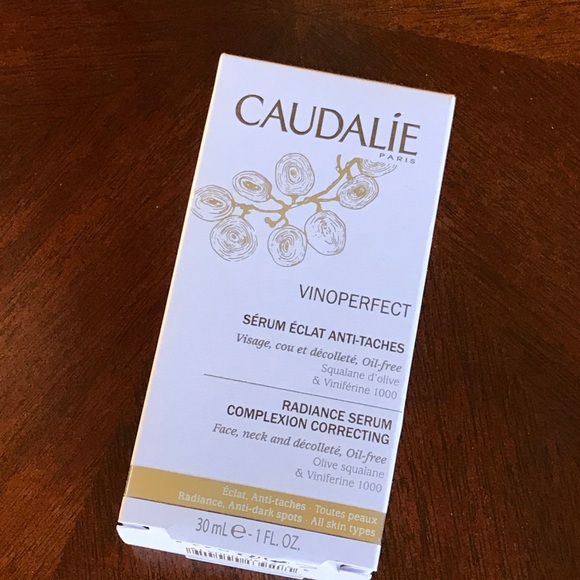 CAUDALÍE
PARIS
VINOPERFECT
SÉRUM ÉCLAT ANTI-TACHES
Visage, cou et décolleté, Oil-free
Squalane d'olive
& Viniférine 1000
RADIANCE SERUM
COMPLEXION CORRECTING
Face, neck and décolleté, Oil-free
Olive squalane
& Viniferine 1000
Éclat, Anti-taches · Toutes peaux
Radiance, Anti-dark spots · All skin types
30 mL ℮ - 1 FL. OZ.